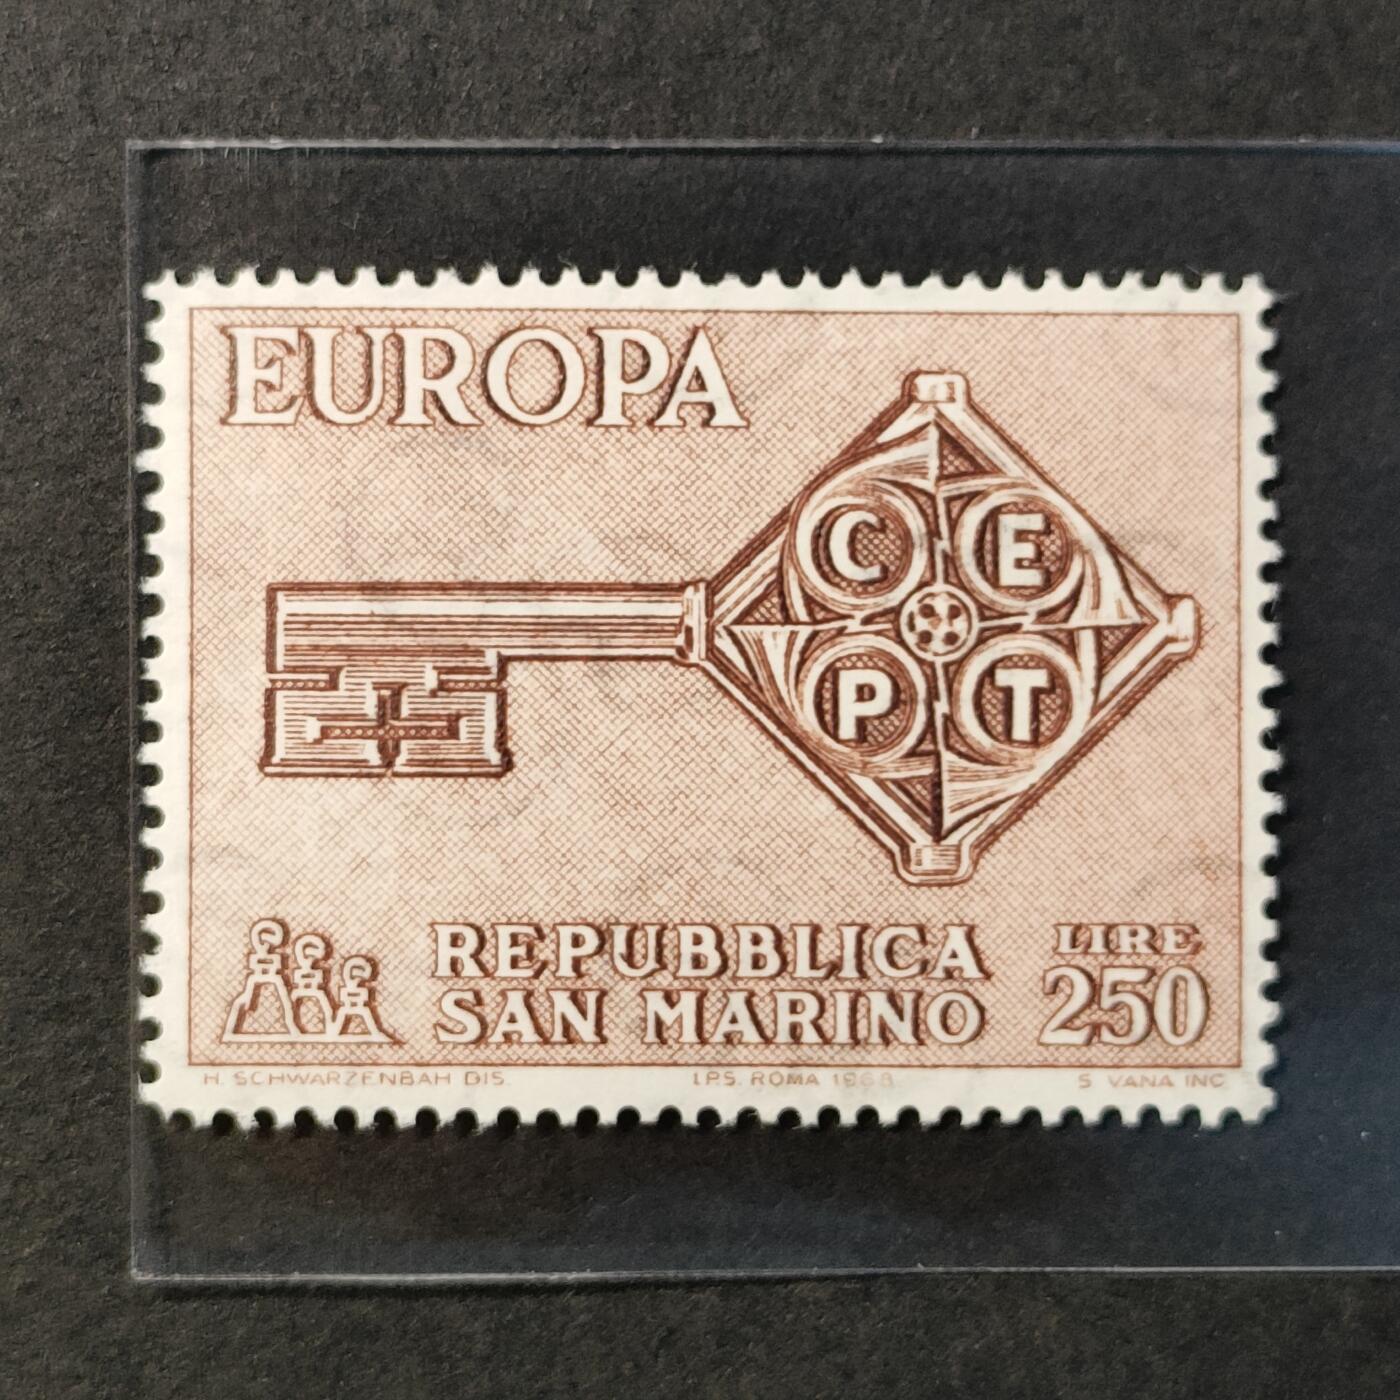 EUROPA
C E
P T
REPUBBLICA
SAN MARINO
LIRE
250
H. SCHWARZENBAH DIS.
I.P.S. ROMA 1968
S VANA INC